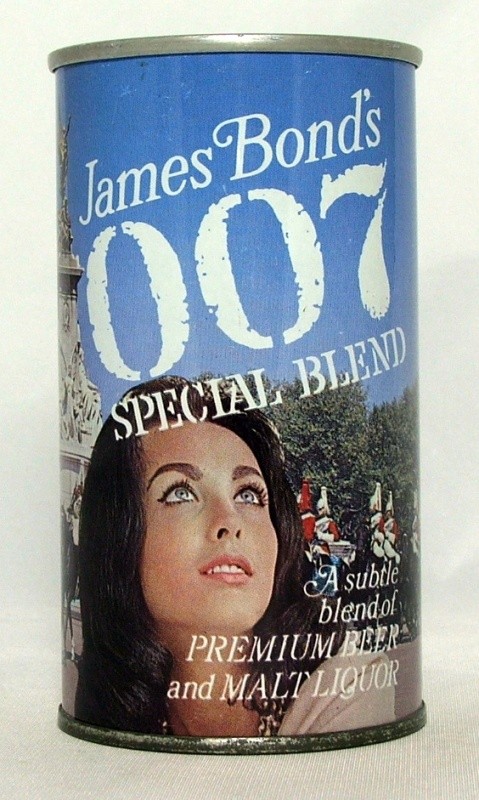 James Bond's
007
SPECIAL BLEND
A subtle
blend of
PREMIUM BEER
and MALT LIQUOR